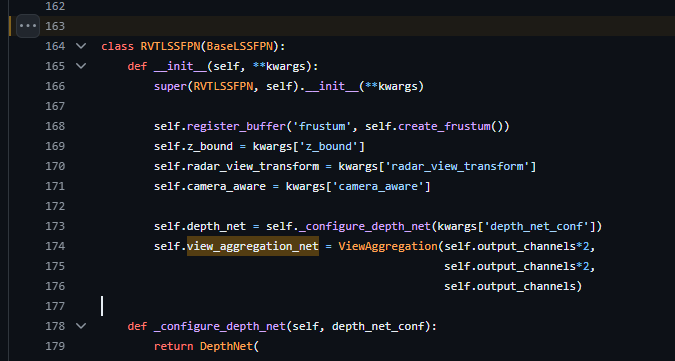 162
163
164 class RVTLSSFPN(BaseLSSFPN):
165     def __init__(self, **kwargs):
166         super(RVTLSSFPN, self).__init__(**kwargs)
167
168         self.register_buffer('frustum', self.create_frustum())
169         self.z_bound = kwargs['z_bound']
170         self.radar_view_transform = kwargs['radar_view_transform']
171         self.camera_aware = kwargs['camera_aware']
172
173         self.depth_net = self._configure_depth_net(kwargs['depth_net_conf'])
174         self.view_aggregation_net = ViewAggregation(self.output_channels*2,
175                                                     self.output_channels*2,
176                                                     self.output_channels)
177
178     def _configure_depth_net(self, depth_net_conf):
179         return DepthNet(